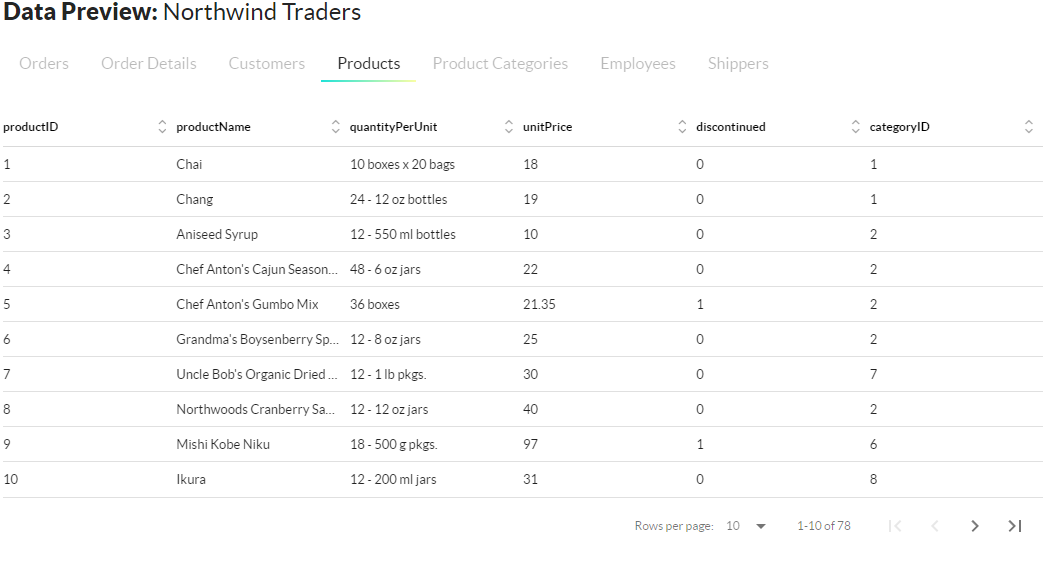 Data Preview: Northwind Traders
Orders Order Details Customers Products Product Categories Employees Shippers
productID productName quantityPerUnit unitPrice discontinued categoryID
1 Chai 10 boxes x 20 bags 18 0 1
2 Chang 24 - 12 oz bottles 19 0 1
3 Aniseed Syrup 12 - 550 ml bottles 10 0 2
4 Chef Anton's Cajun Season... 48 - 6 oz jars 22 0 2
5 Chef Anton's Gumbo Mix 36 boxes 21.35 1 2
6 Grandma's Boysenberry Sp... 12 - 8 oz jars 25 0 2
7 Uncle Bob's Organic Dried ... 12 - 1 lb pkgs. 30 0 7
8 Northwoods Cranberry Sa... 12 - 12 oz jars 40 0 2
9 Mishi Kobe Niku 18 - 500 g pkgs. 97 1 6
10 Ikura 12 - 200 ml jars 31 0 8
Rows per page: 10 1-10 of 78